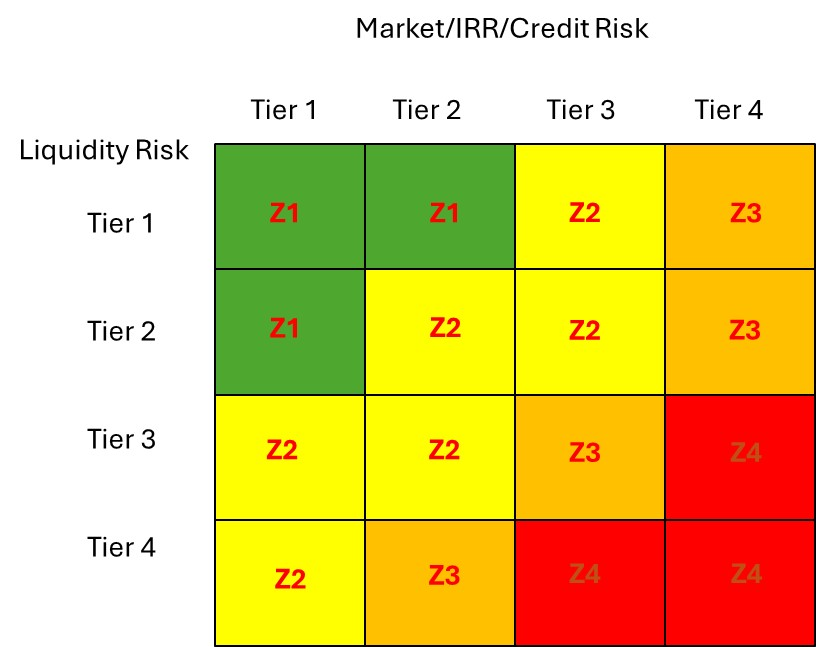 Market/IRR/Credit Risk
Tier 1 Tier 2 Tier 3 Tier 4
Liquidity Risk
Tier 1 Z1 Z1 Z2 Z3
Tier 2 Z1 Z2 Z2 Z3
Tier 3 Z2 Z2 Z3 Z4
Tier 4 Z2 Z3 Z4 Z4